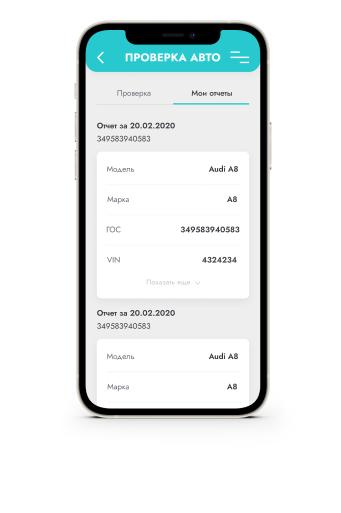 ПРОВЕРКА АВТО
Проверка Мои отчеты
Отчет за 20.02.2020
349583940583
Модель Audi A8
Марка A8
ГОС 349583940583
VIN 4324234
Показать еще
Отчет за 20.02.2020
349583940583
Модель Audi A8
Марка A8